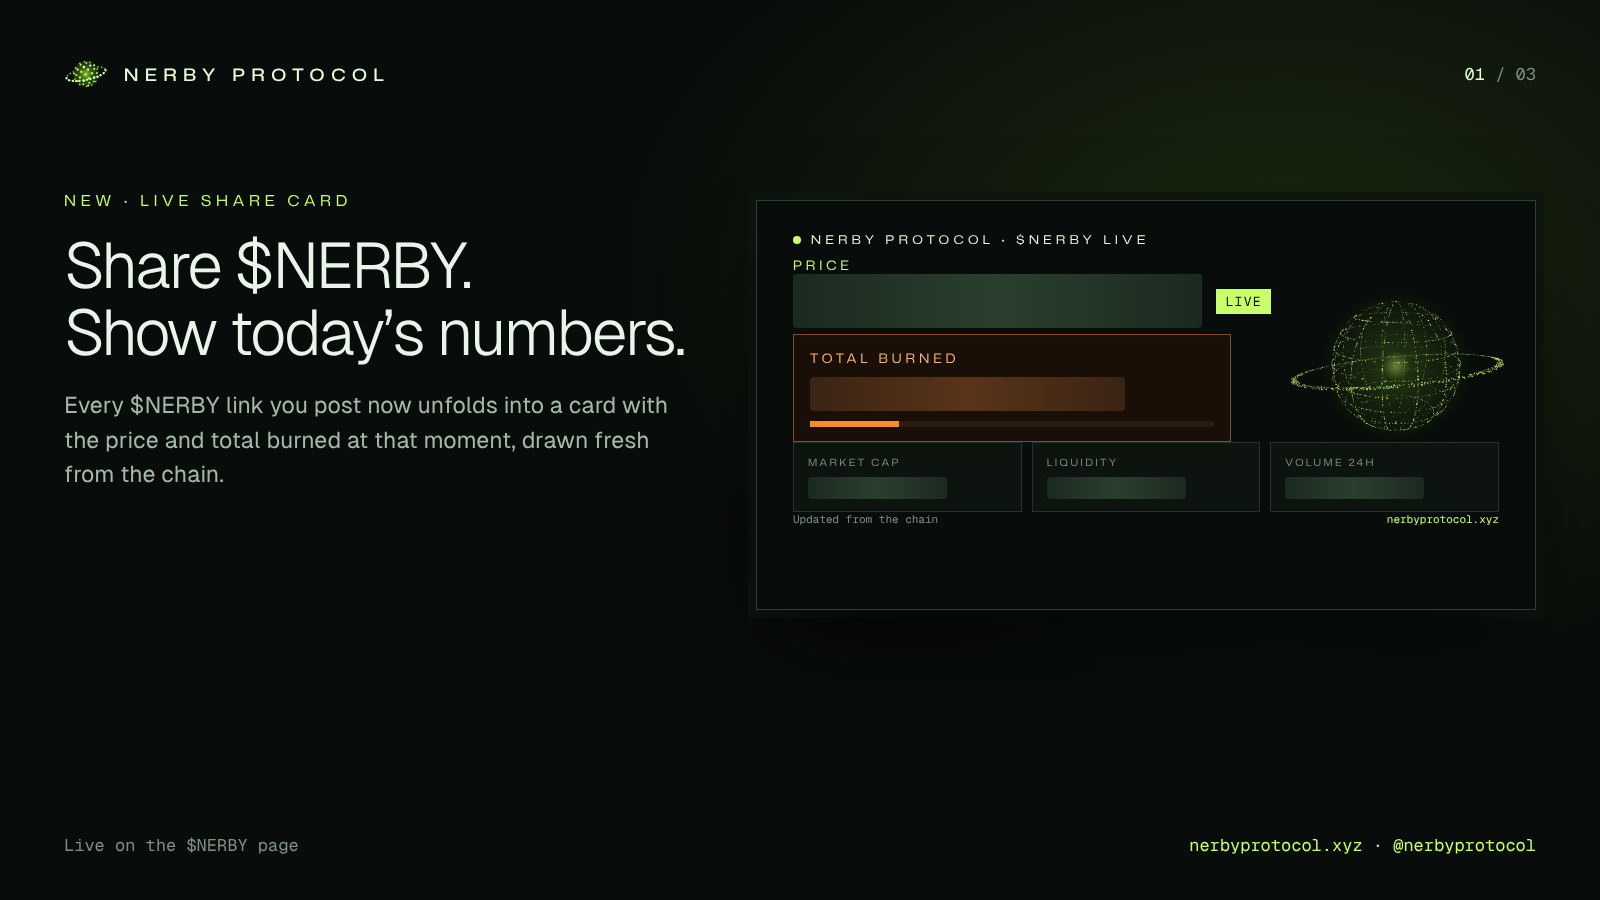 NERBY PROTOCOL
01 / 03
NEW · LIVE SHARE CARD
Share $NERBY.
Show today’s numbers.
Every $NERBY link you post now unfolds into a card with
the price and total burned at that moment, drawn fresh
from the chain.
NERBY PROTOCOL · $NERBY LIVE
PRICE
LIVE
TOTAL BURNED
MARKET CAP
LIQUIDITY
VOLUME 24H
Updated from the chain
nerbyprotocol.xyz
Live on the $NERBY page
nerbyprotocol.xyz · @nerbyprotocol